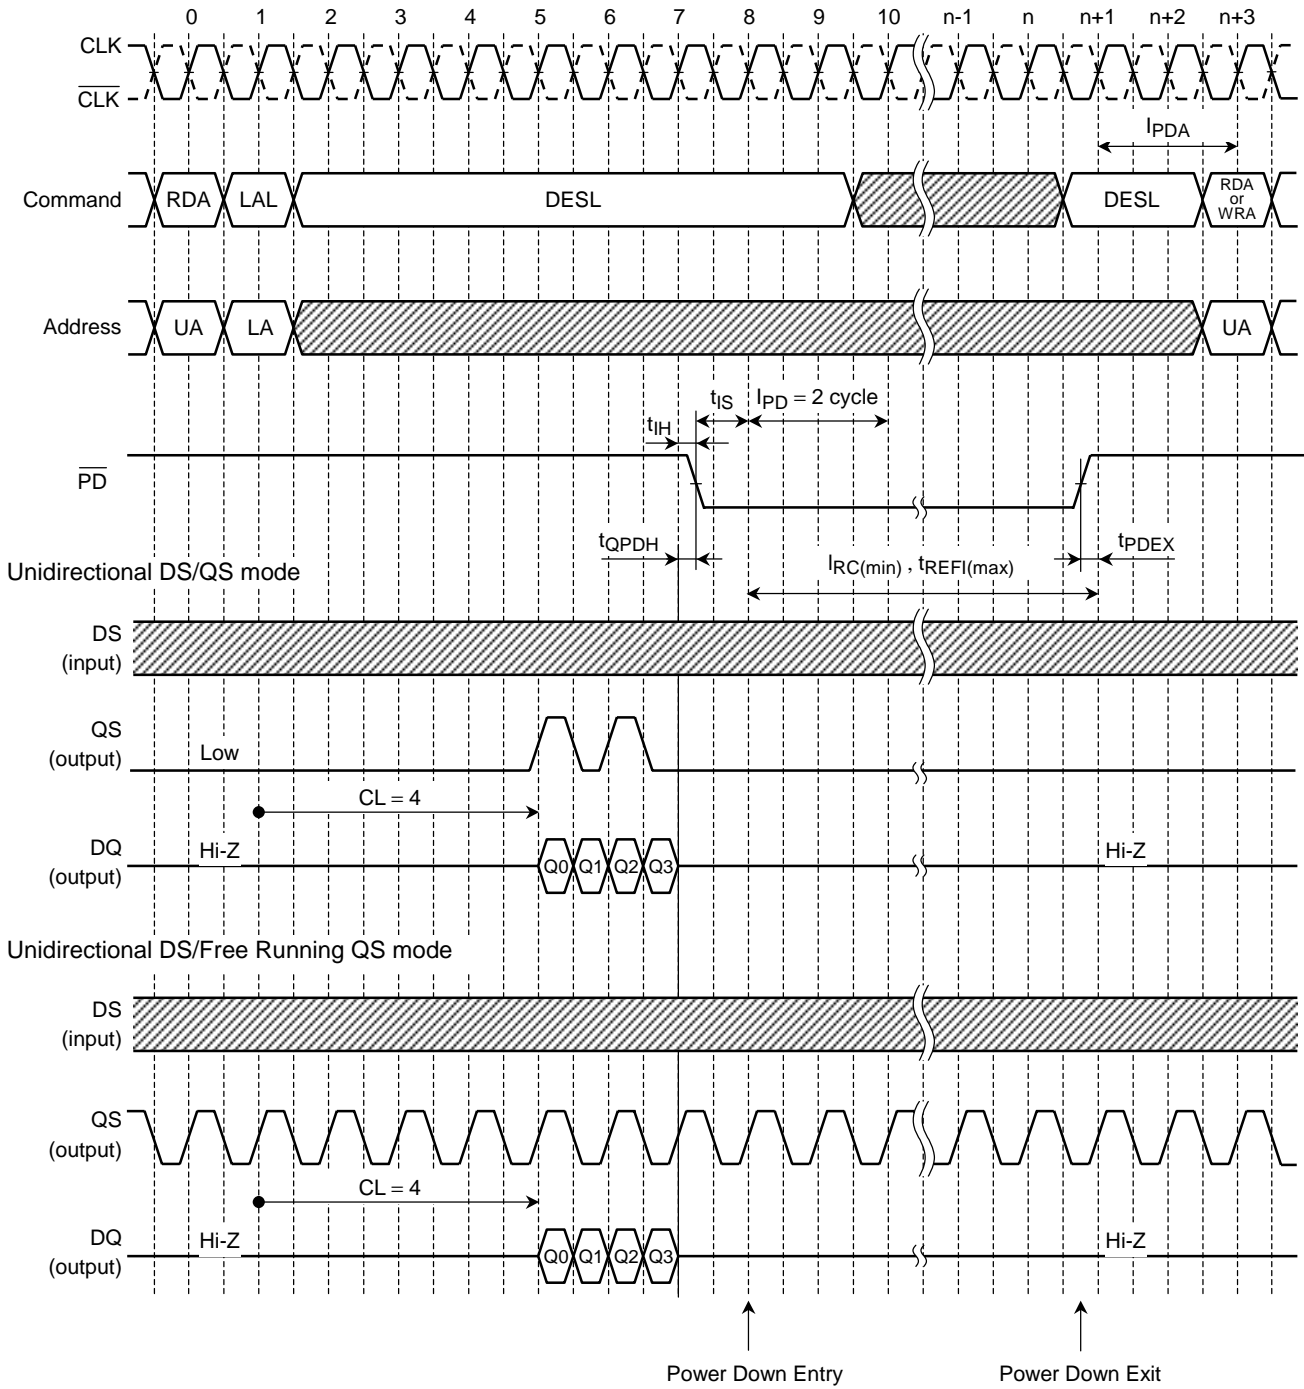 0 1 2 3 4 5 6 7 8 9 10 n-1 n n+1 n+2 n+3
CLK
CLK
IPDA
Command RDA LAL DESL DESL RDA or WRA
Address UA LA UA
tIS IPD = 2 cycle
tIH
PD
tQPDH tPDEX
IRC(min) , tREFI(max)
Unidirectional DS/QS mode
DS
(input)
QS
(output)
Low
CL = 4
DQ
(output)
Hi-Z Q0 Q1 Q2 Q3 Hi-Z
Unidirectional DS/Free Running QS mode
DS
(input)
QS
(output)
CL = 4
DQ
(output)
Hi-Z Q0 Q1 Q2 Q3 Hi-Z
Power Down Entry Power Down Exit